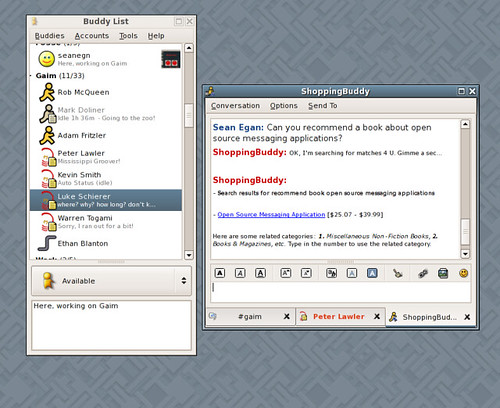 Buddy List
Buddies Accounts Tools Help
seanegn
Here, working on Gaim
Gaim (11/33)
Rob McQueen
Mark Doliner
Idle 1h 36m - Going to the zoo!
Adam Fritzler
Peter Lawler
Mississippi Groover!
Kevin Smith
Auto Status (idle)
Luke Schierer
where? why? how long? don't k...
Warren Togami
Sorry, I ran out for a bit!
Ethan Blanton
Available
Here, working on Gaim
ShoppingBuddy
Conversation Options Send To
Sean Egan: Can you recommend a book about open
source messaging applications?
ShoppingBuddy: OK, I'm searching for matches 4 U. Gimme a sec...
ShoppingBuddy:
- Search results for recommend book open source messaging applications
- Open Source Messaging Application [$25.07 - $39.99]
Here are some related categories: 1. Miscellaneous Non-Fiction Books, 2.
Books & Magazines, etc. Type in the number to use the related category.
A A A A A A A A
#gaim
Peter Lawler
ShoppingBud...